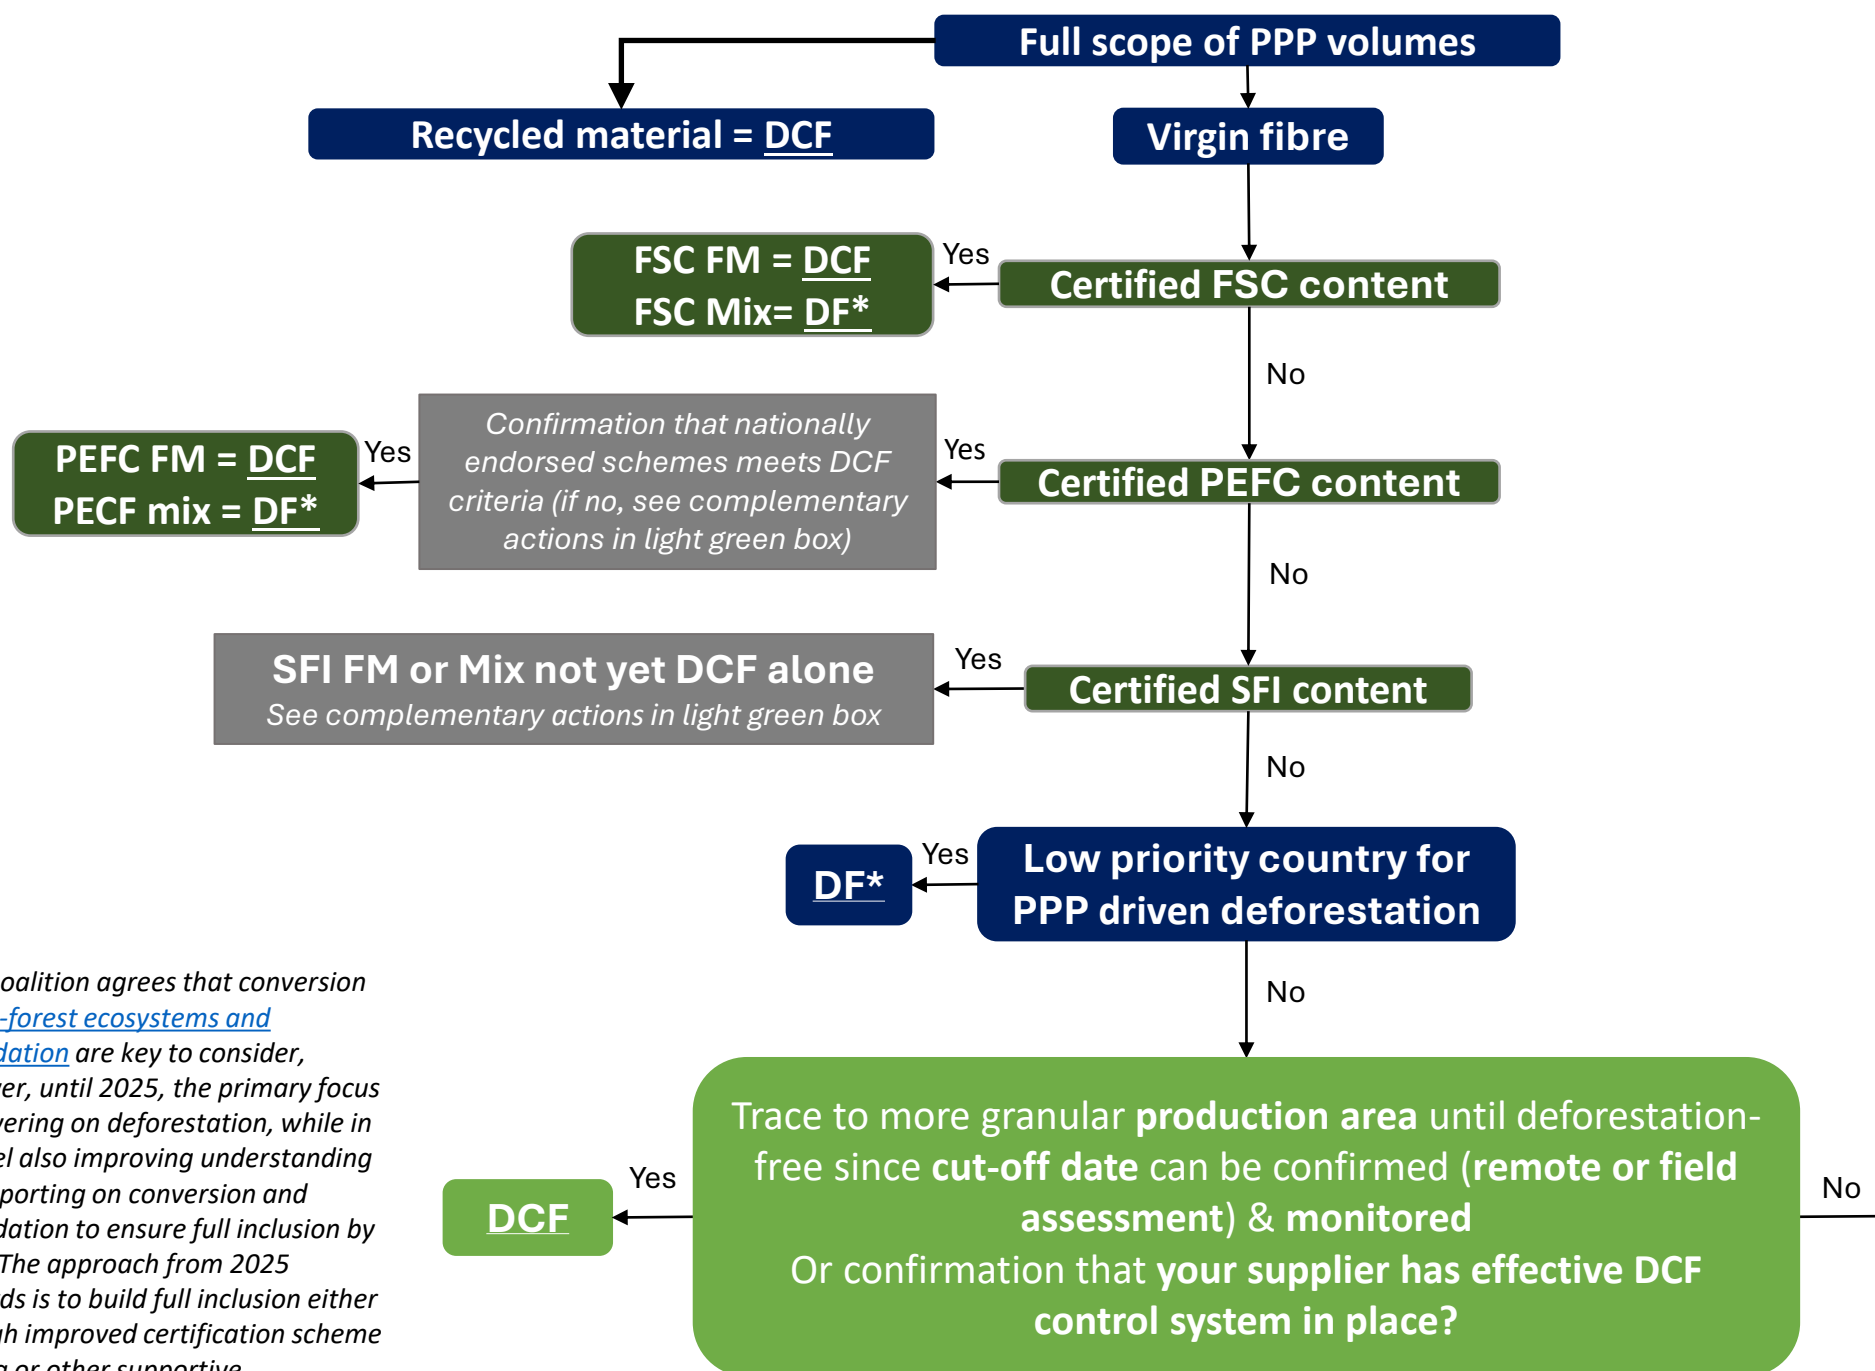 Full scope of PPP volumes
Recycled material = DCF
Virgin fibre
FSC FM = DCF
FSC Mix= DF*
Yes
Certified FSC content
No
PEFC FM = DCF
PECF mix = DF*
Yes
Confirmation that nationally
endorsed schemes meets DCF
criteria (if no, see complementary
actions in light green box)
Yes
Certified PEFC content
No
SFI FM or Mix not yet DCF alone
See complementary actions in light green box
Yes
Certified SFI content
No
DF*
Yes
Low priority country for
PPP driven deforestation
No
oalition agrees that conversion
-forest ecosystems and
dation are key to consider,
er, until 2025, the primary focus
vering on deforestation, while in
el also improving understanding
porting on conversion and
dation to ensure full inclusion by
The approach from 2025
ds is to build full inclusion either
gh improved certification scheme
g or other supportive
DCF
Yes
Trace to more granular production area until deforestation-
free since cut-off date can be confirmed (remote or field
assessment) & monitored
Or confirmation that your supplier has effective DCF
control system in place?
No